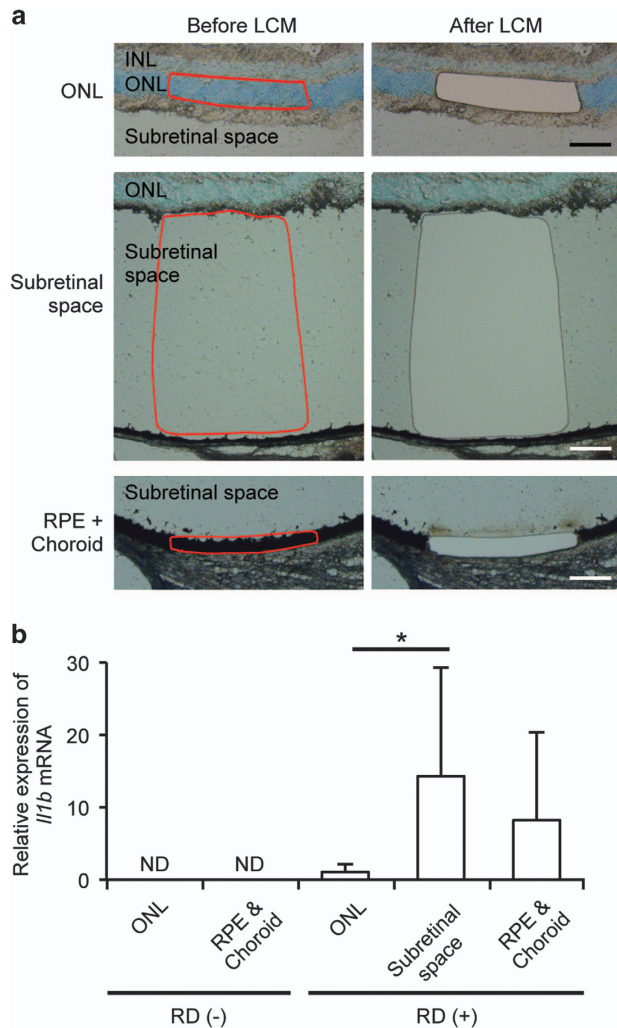 a
Before LCM
After LCM
ONL
INL
ONL
Subretinal space
Subretinal
space
ONL
Subretinal
space
RPE +
Choroid
Subretinal space
b
Relative expression of
Il1b mRNA
30
20
10
0
*
ND
ND
ONL
RPE &
Choroid
ONL
Subretinal
space
RPE &
Choroid
RD (-)
RD (+)